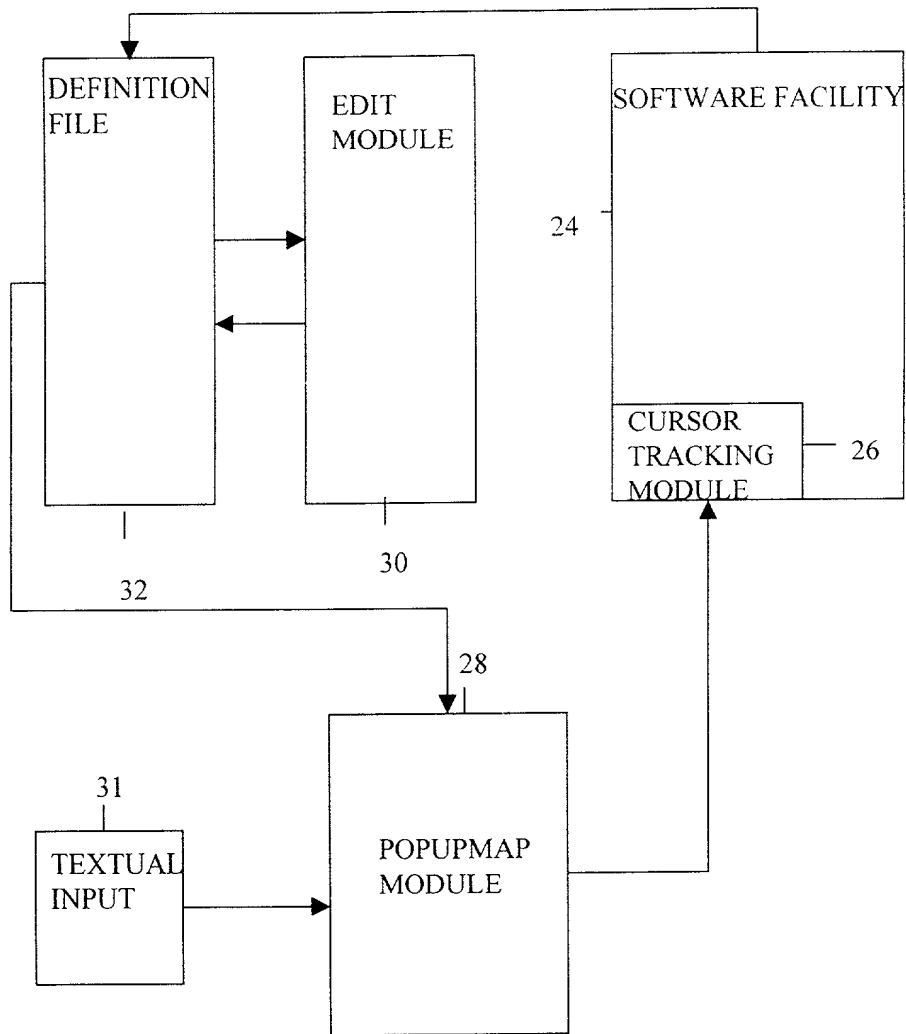 DEFINITION
FILE
EDIT
MODULE
SOFTWARE FACILITY
24
CURSOR
TRACKING
MODULE
26
32
30
28
31
TEXTUAL
INPUT
POPUPMAP
MODULE